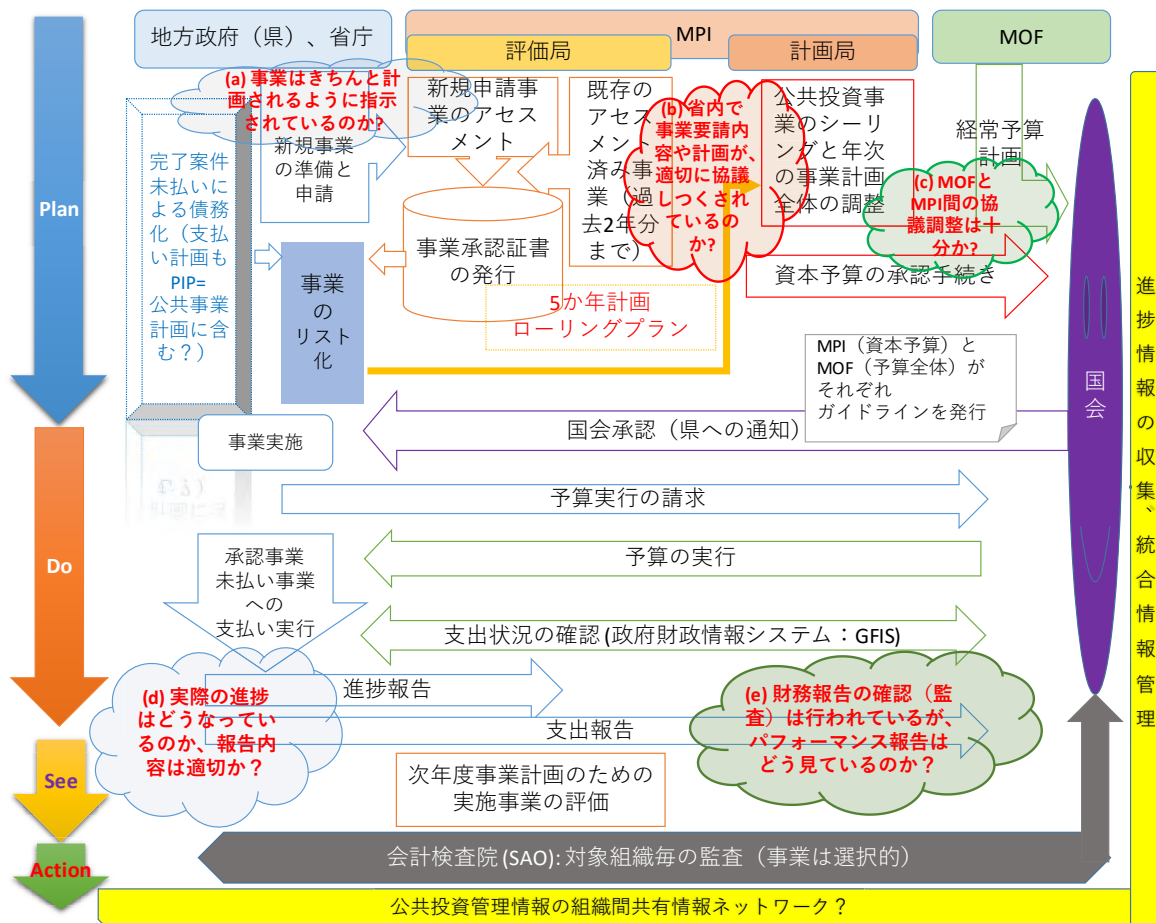 地方政府（県）、省庁
MPI
MOF
評価局
計画局
Plan
(a) 事業はきちんと計
画されるように指示
されているのか?
新規事業
の準備と
申請
完了案件
未払いによ
る債務
化（支払
い計画も
PIP=
公共事業
計画に含
む？）
事業
の
リスト
化
新規申請事
業のアセス
メント
既存の
アセス
メント
済み事
業（過
去2年分
まで）
事業承認証書
の発行
5か年計画
ローリングプラン
(b) 省内で
事業要請内
容や計画が、
適切に協議
しつくされ
ているの
か?
公共投資事
業のシーリ
ングと年次
の事業計画
全体の調整
経常予算
計画
(c) MOFと
MPI間の協
議調整は十
分か?
資本予算の承認手続き
MPI（資本予算）と
MOF（予算全体）が
それぞれ
ガイドラインを発行
国会
進捗情報の収集、統合情報管理
国会承認（県への通知）
事業実施
Do
予算実行の請求
予算の実行
承認事業
未払い事業
への
支払い実行
支出状況の確認 (政府財政情報システム：GFIS)
(d) 実際の進捗
はどうなってい
るのか、報告内
容は適切か？
進捗報告
支出報告
(e) 財務報告の確認（監
査）は行われているが、
パフォーマンス報告は
どう見ているのか？
See
次年度事業計画のための
実施事業の評価
Action
会計検査院 (SAO): 対象組織毎の監査（事業は選択的）
公共投資管理情報の組織間共有情報ネットワーク？